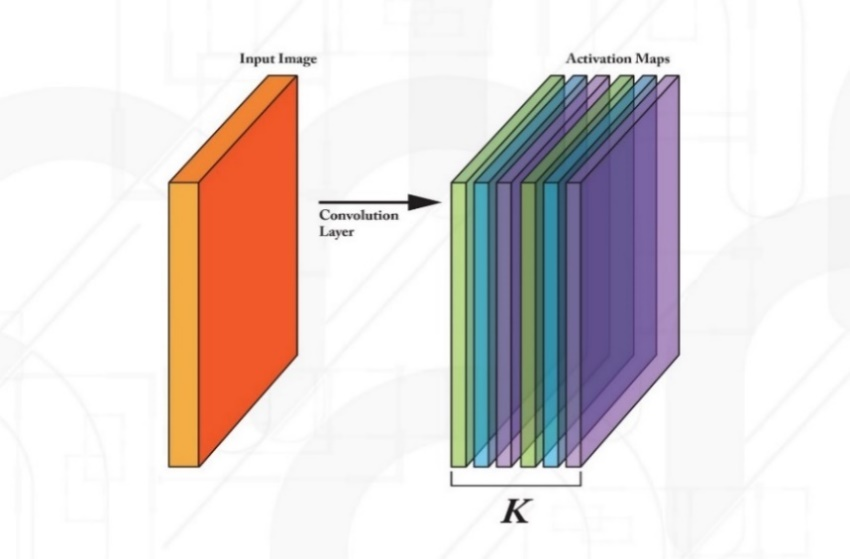 Input Image
Activation Maps
Convolution
Layer
K